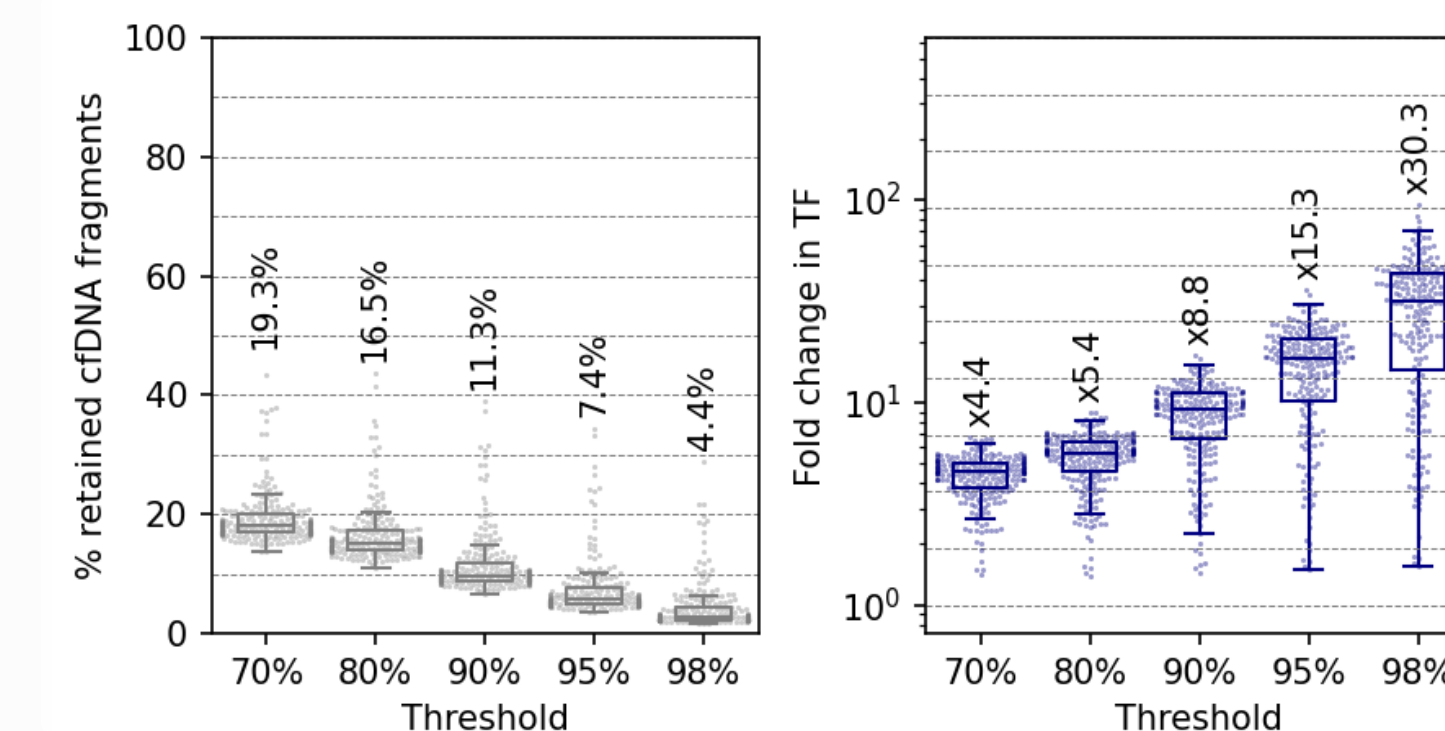 % retained cfDNA fragments
100
80
60
40
20
0
19.3%
16.5%
11.3%
7.4%
4.4%
70% 80% 90% 95% 98%
Threshold
Fold change in TF
10²
10¹
10⁰
x4.4
x5.4
x8.8
x15.3
x30.3
70% 80% 90% 95% 98%
Threshold